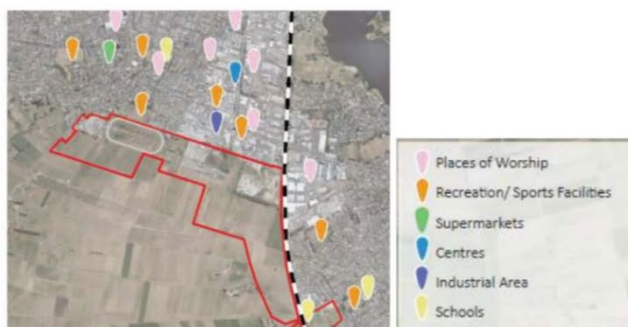 Places of Worship
Recreation/ Sports Facilities
Supermarkets
Centres
Industrial Area
Schools